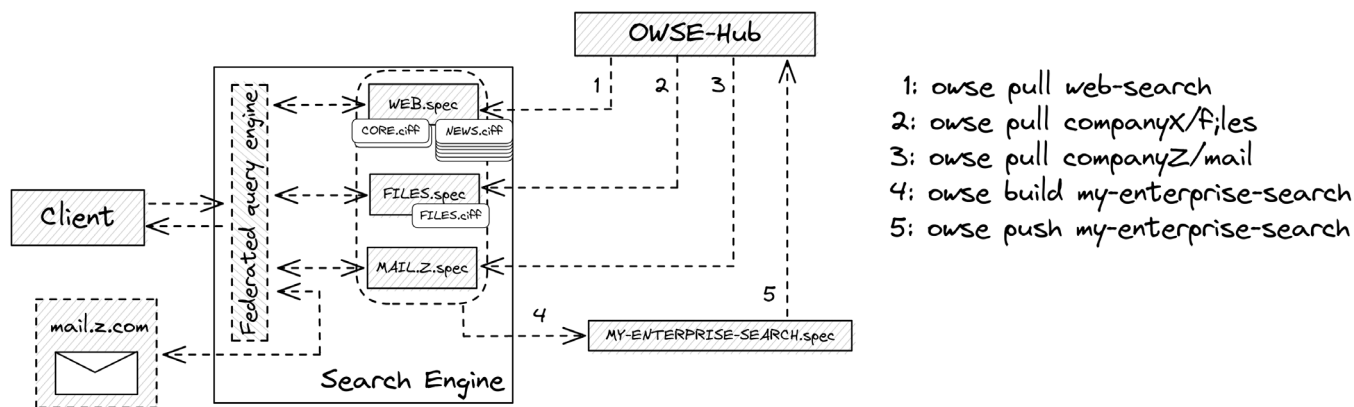 OWSE-Hub
1
2
3
WEB.spec
CORE.ciff
NEWS.ciff
Federated query engine
FILES.spec
FILES.ciff
Client
MAIL.Z.spec
mail.z.com
4
5
MY-ENTERPRISE-SEARCH.spec
Search Engine
1: owse pull web-search
2: owse pull companyX/f;les
3: owse pull companyZ/mail
4: owse build my-enterprise-search
5: owse push my-enterprise-search